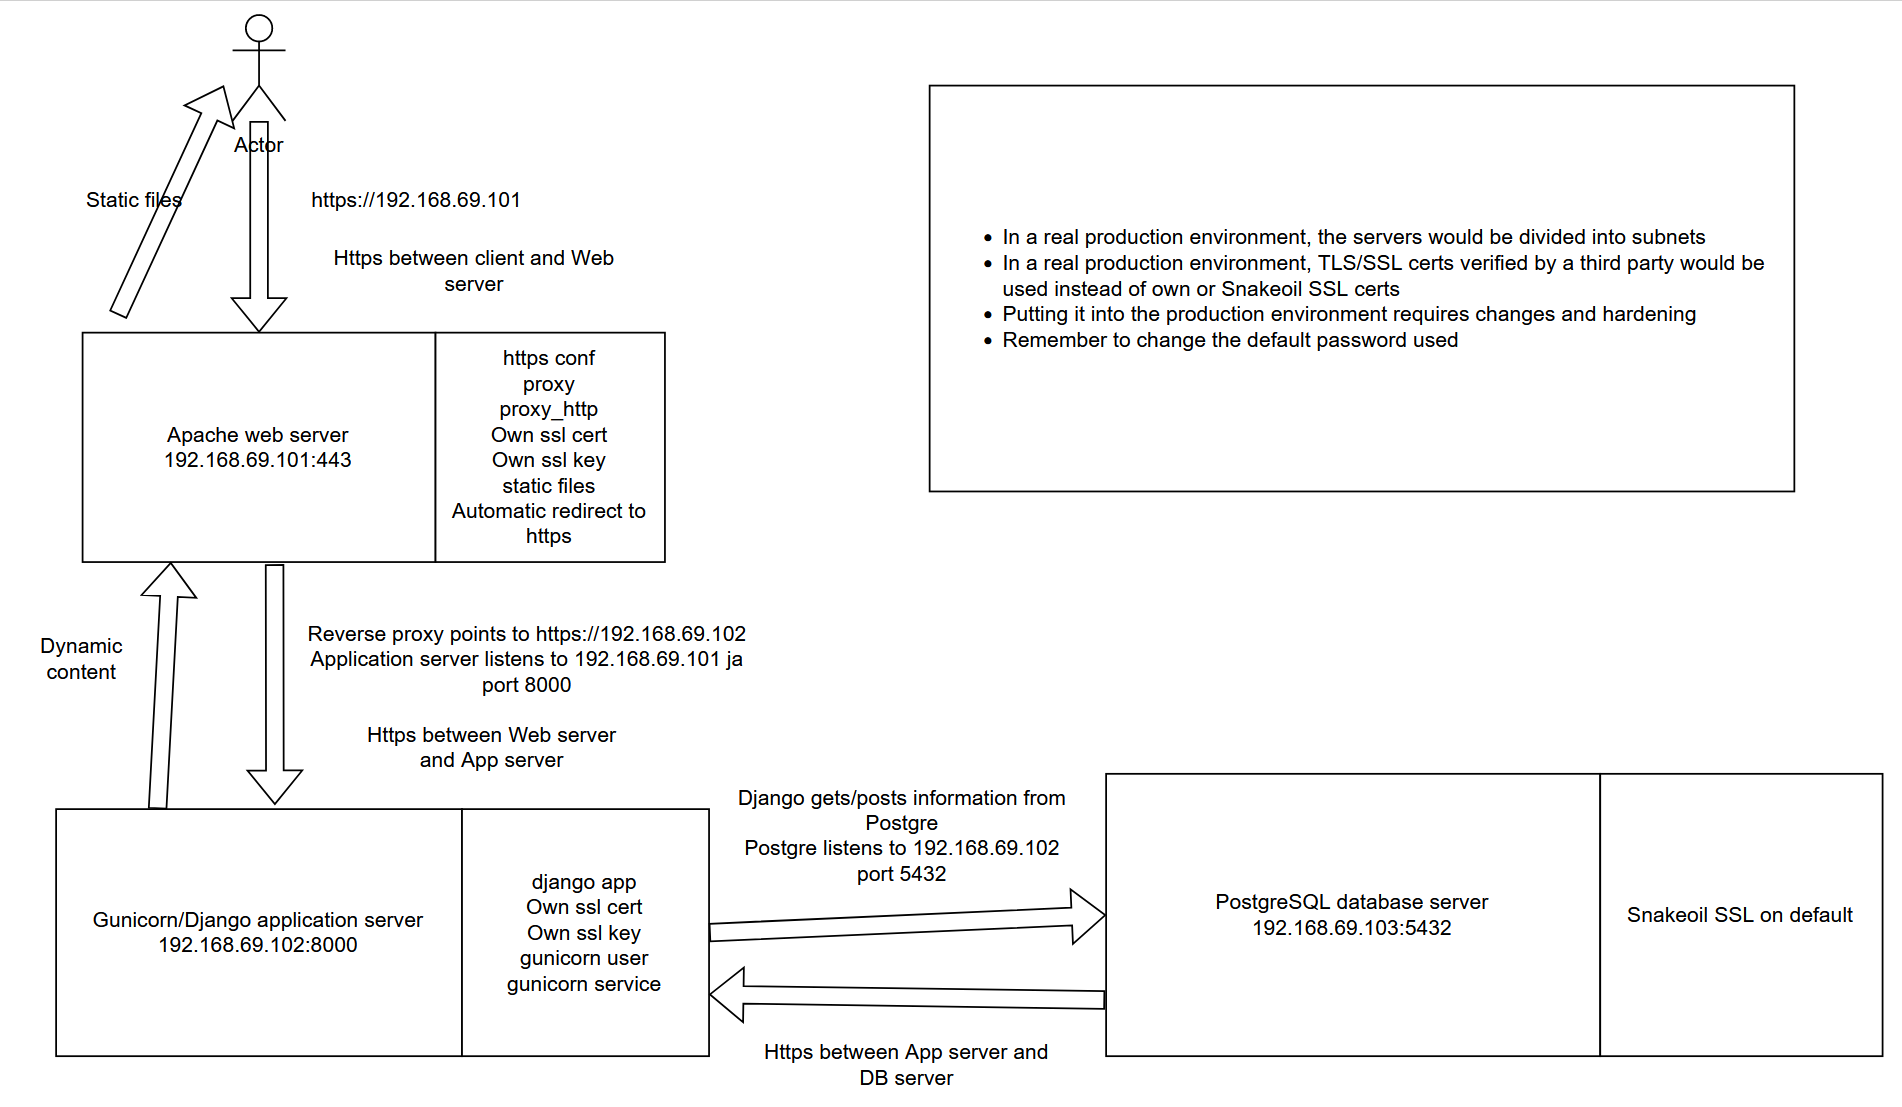 Actor
Static files
https://192.168.69.101
Https between client and Web
server
• In a real production environment, the servers would be divided into subnets
• In a real production environment, TLS/SSL certs verified by a third party would be
used instead of own or Snakeoil SSL certs
• Putting it into the production environment requires changes and hardening
• Remember to change the default password used
Apache web server
192.168.69.101:443
https conf
proxy
proxy_http
Own ssl cert
Own ssl key
static files
Automatic redirect to
https
Dynamic
content
Reverse proxy points to https://192.168.69.102
Application server listens to 192.168.69.101 ja
port 8000
Https between Web server
and App server
Gunicorn/Django application server
192.168.69.102:8000
django app
Own ssl cert
Own ssl key
gunicorn user
gunicorn service
Django gets/posts information from
Postgre
Postgre listens to 192.168.69.102
port 5432
Https between App server and
DB server
PostgreSQL database server
192.168.69.103:5432
Snakeoil SSL on default